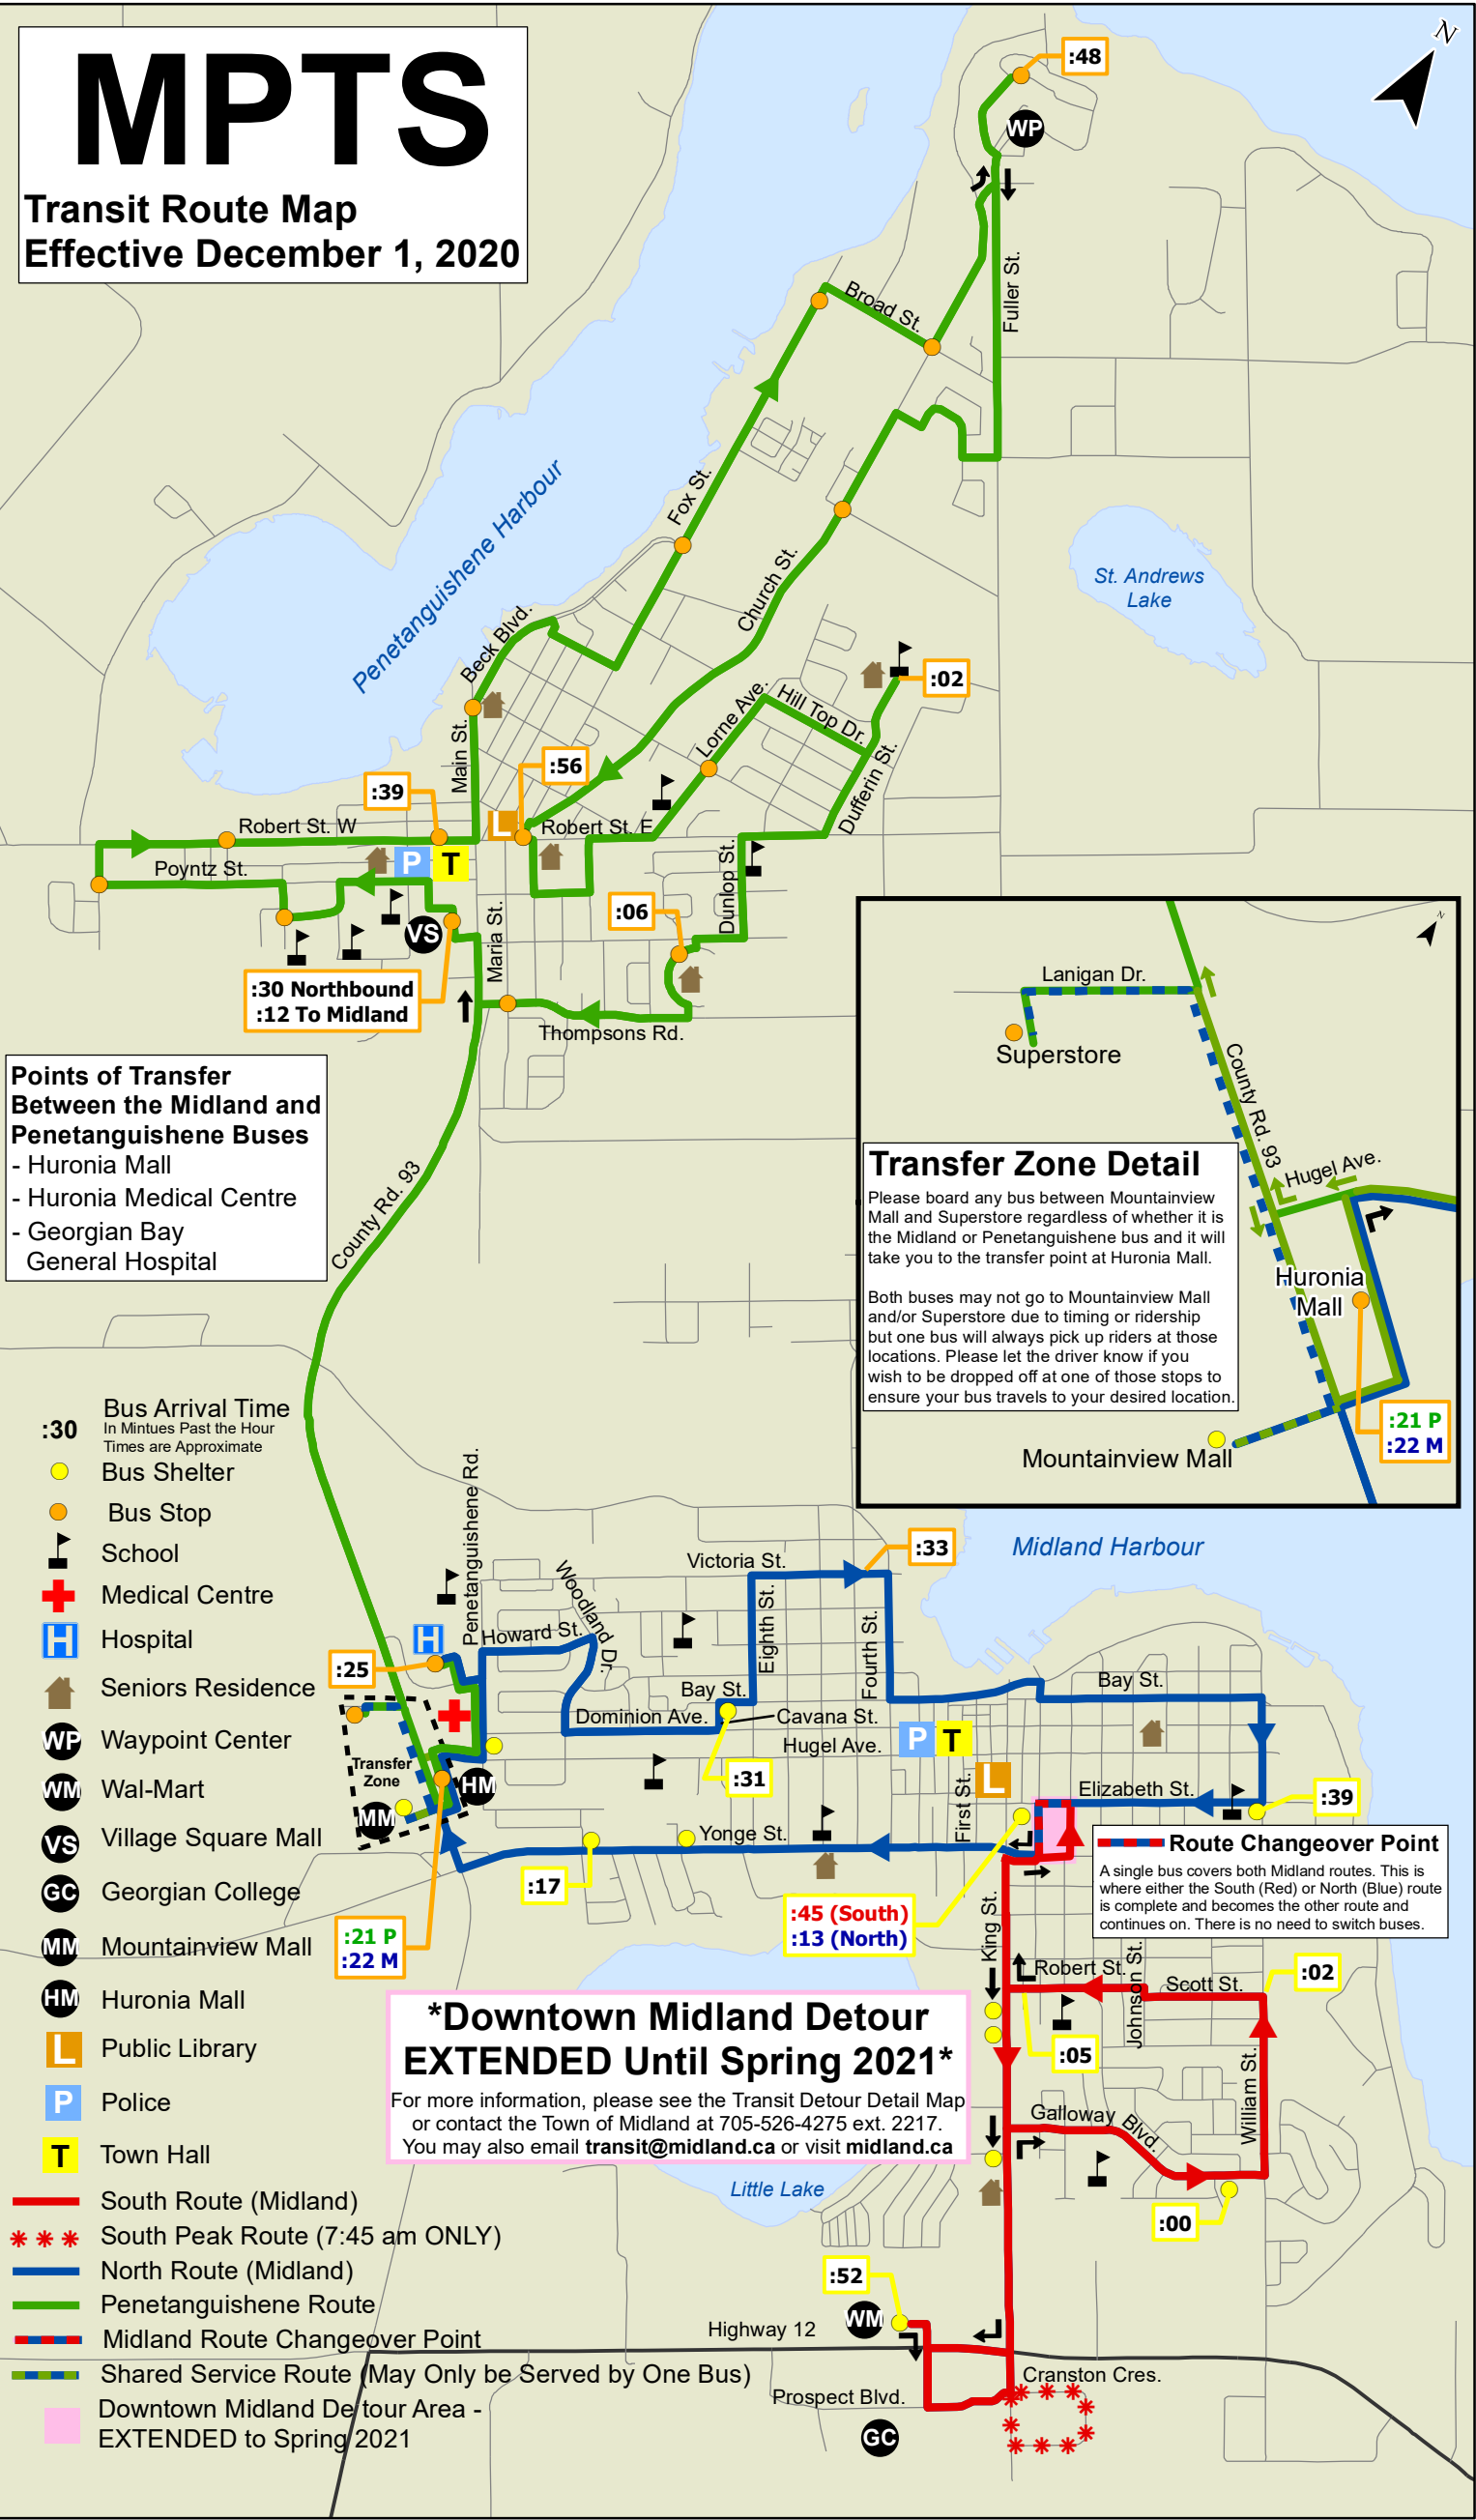 MPTS
Transit Route Map
Effective December 1, 2020
N
:48
WP
Fuller St.
Broad St.
Fox St.
Penetanguishene Harbour
Church St.
St. Andrews
Lake
Beck Blvd.
:02
Lorne Ave.
Hill Top Dr.
Main St.
Dufferin St.
:56
:39
L
Robert St. W
Robert St. E
P
T
Poyntz St.
Dunlop St.
:06
VS
Maria St.
:30 Northbound
:12 To Midland
Thompsons Rd.
Points of Transfer
Between the Midland and
Penetanguishene Buses
- Huronia Mall
- Huronia Medical Centre
- Georgian Bay
General Hospital
County Rd. 93
N
Lanigan Dr.
Superstore
County Rd. 93
Hugel Ave.
Transfer Zone Detail
Please board any bus between Mountainview
Mall and Superstore regardless of whether it is
the Midland or Penetanguishene bus and it will
take you to the transfer point at Huronia Mall.
Both buses may not go to Mountainview Mall
and/or Superstore due to timing or ridership
but one bus will always pick up riders at those
locations. Please let the driver know if you
wish to be dropped off at one of those stops to
ensure your bus travels to your desired location.
Huronia
Mall
:21 P
:22 M
Mountainview Mall
:30
Bus Arrival Time
In Mintues Past the Hour
Times are Approximate
Bus Shelter
Bus Stop
School
Medical Centre
H
Hospital
Seniors Residence
WP
Waypoint Center
WM
Wal-Mart
VS
Village Square Mall
GC
Georgian College
MM
Mountainview Mall
HM
Huronia Mall
L
Public Library
P
Police
T
Town Hall
South Route (Midland)
South Peak Route (7:45 am ONLY)
North Route (Midland)
Penetanguishene Route
Midland Route Changeover Point
Shared Service Route (May Only be Served by One Bus)
Downtown Midland De tour Area -
EXTENDED to Spring 2021
Midland Harbour
:33
Victoria St.
Penetanguishene Rd.
Woodland Dr.
Eighth St.
Fourth St.
H
Howard St.
:25
Bay St.
Bay St.
Dominion Ave.
Cavana St.
Hugel Ave.
P
T
Transfer
Zone
HM
MM
:31
L
First St.
Elizabeth St.
:39
Yonge St.
:17
Route Changeover Point
A single bus covers both Midland routes. This is
where either the South (Red) or North (Blue) route
is complete and becomes the other route and
continues on. There is no need to switch buses.
:45 (South)
:13 (North)
:21 P
:22 M
King St.
Robert St.
Johnson St.
Scott St.
:02
:05
*Downtown Midland Detour
EXTENDED Until Spring 2021*
For more information, please see the Transit Detour Detail Map
or contact the Town of Midland at 705-526-4275 ext. 2217.
You may also email transit@midland.ca or visit midland.ca
William St.
Galloway Blvd.
Little Lake
:00
:52
WM
Highway 12
Cranston Cres.
Prospect Blvd.
GC